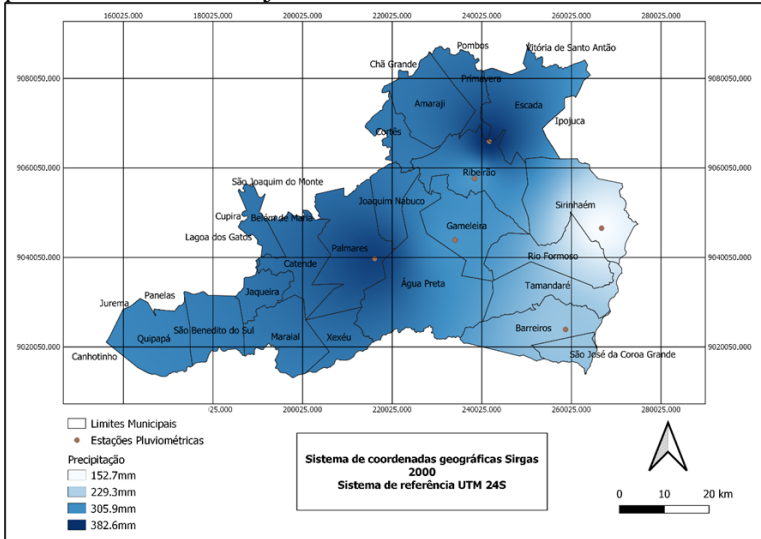 160025,000 180025,000 200025,000 220025,000 240025,000 260025,000 280025,000
Pombos
Vitória de Santo Antão
Chã Grande
9080050,000
Primavera
9080050,000
Amaraji
Escada
Ipojuca
Cortês
9060050,000
9060050,000
Ribeirão
São Joaquim do Monte
Joaquim Nabuco
Sirinhaém
Cupira
Belém de Maria
Gameleira
Lagoa dos Gatos
Palmares
9040050,000
Catende
Rio Formoso
9040050,000
Água Preta
Tamandaré
Jaqueira
Panelas
Jurema
São Benedito do Sul
Barreiros
Quipapá
Maraial
Xexéu
9020050,000
9020050,000
Canhotinho
São José da Coroa Grande
25,000 200025,000 220025,000 240025,000 260025,000 280025,000
Limites Municipais
Estações Pluviométricas
Precipitação
152.7mm
229.3mm
305.9mm
382.6mm
Sistema de coordenadas geográficas Sirgas
2000
Sistema de referência UTM 24S
0 10 20 km